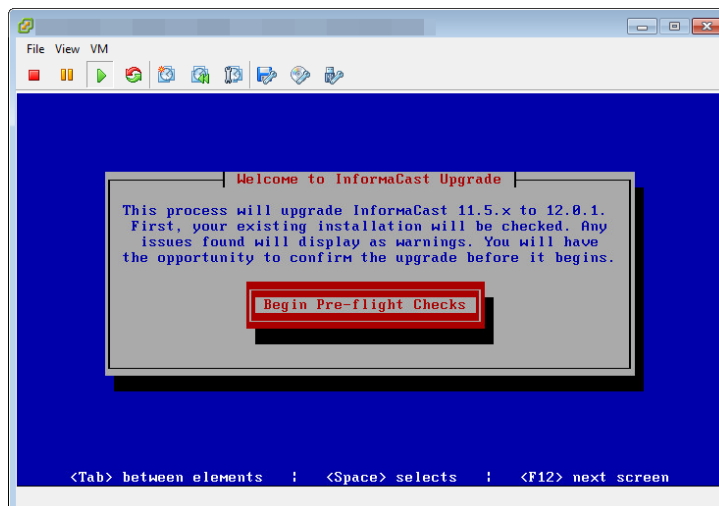 File View VM
Welcome to InformaCast Upgrade
This process will upgrade InformaCast 11.5.x to 12.0.1.
First, your existing installation will be checked. Any
issues found will display as warnings. You will have
the opportunity to confirm the upgrade before it begins.
Begin Pre-flight Checks
<Tab> between elements ¦ <Space> selects ¦ <F12> next screen